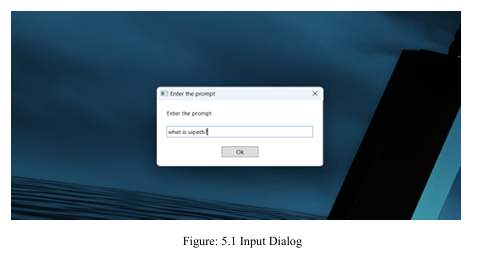 Enter the prompt
Enter the prompt
what is uipath?
Ok
Figure: 5.1 Input Dialog